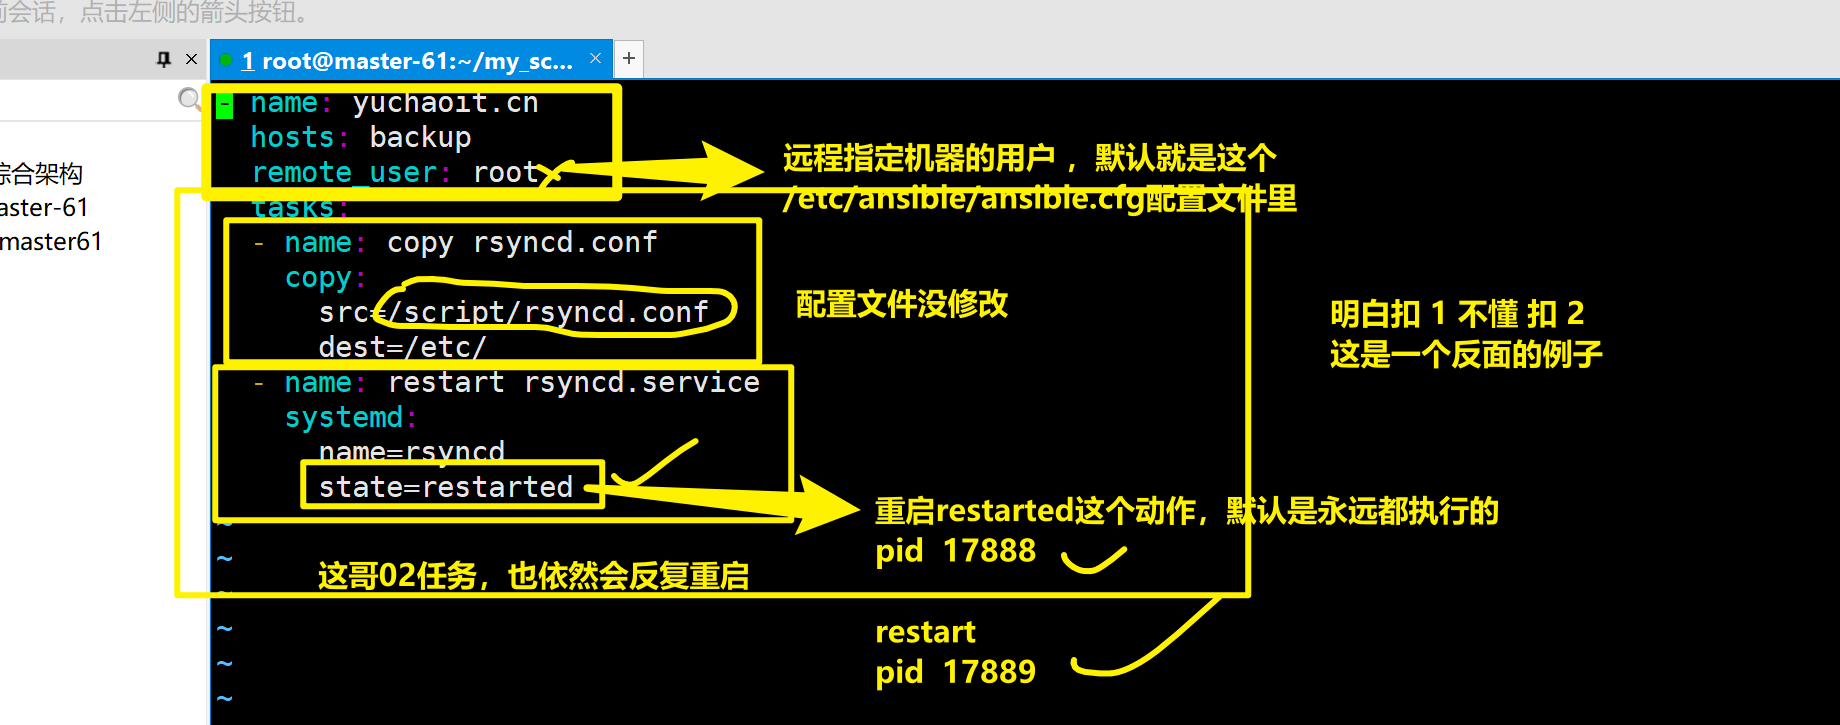 前会话，点击左侧的箭头按钮。
1 root@master-61:~/my_sc...
- name: yuchaoit.cn
hosts: backup
remote_user: root
远程指定机器的用户 ，默认就是这个
/etc/ansible/ansible.cfg配置文件里
综合架构
aster-61
master61
tasks:
- name: copy rsyncd.conf
copy:
src=/script/rsyncd.conf
dest=/etc/
配置文件没修改
明白扣 1 不懂 扣 2
这是一个反面的例子
- name: restart rsyncd.service
systemd:
name=rsyncd
state=restarted
重启restarted这个动作，默认是永远都执行的
pid 17888
这哥02任务，也依然会反复重启
restart
pid 17889
~
~
~
~
~
~